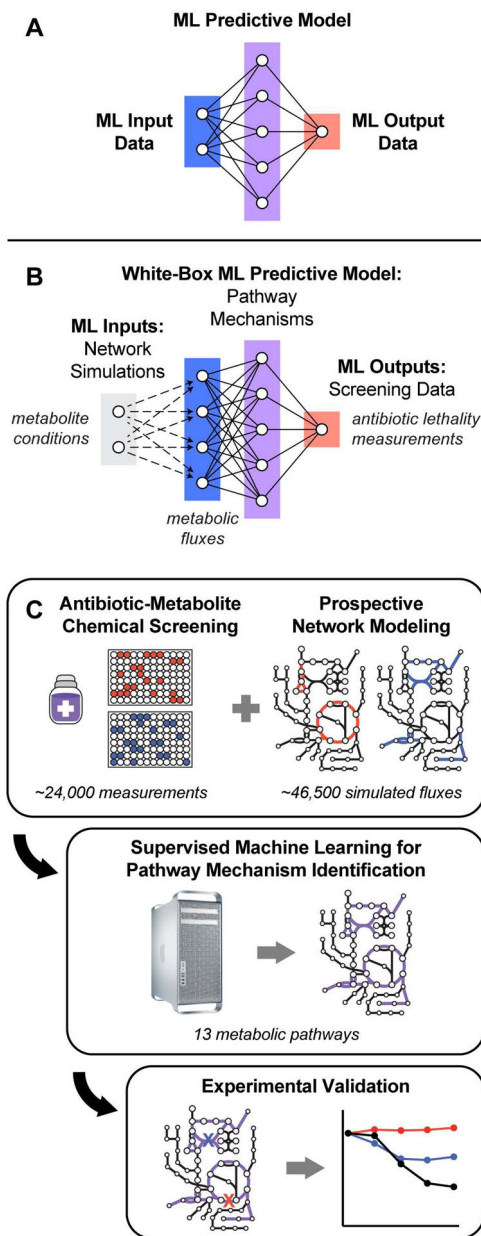 A
ML Predictive Model
ML Input
Data
ML Output
Data
B
White-Box ML Predictive Model:
Pathway
Mechanisms
ML Inputs:
Network
Simulations
ML Outputs:
Screening Data
metabolite
conditions
antibiotic lethality
measurements
metabolic
fluxes
C
Antibiotic-Metabolite
Chemical Screening
Prospective
Network Modeling
~24,000 measurements
~46,500 simulated fluxes
Supervised Machine Learning for
Pathway Mechanism Identification
13 metabolic pathways
Experimental Validation
X
X